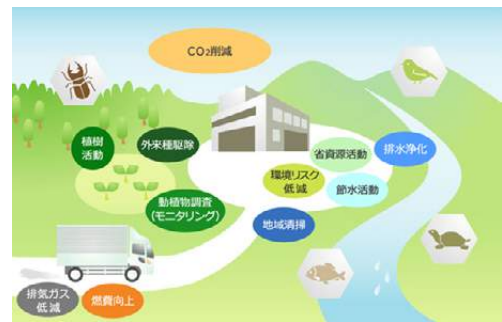 CO₂削減
植樹
活動
外来種駆除
省資源活動
排水浄化
環境リスク
低減
節水活動
動植物調査
(モニタリング)
地域清掃
排気ガス
低減
燃費向上